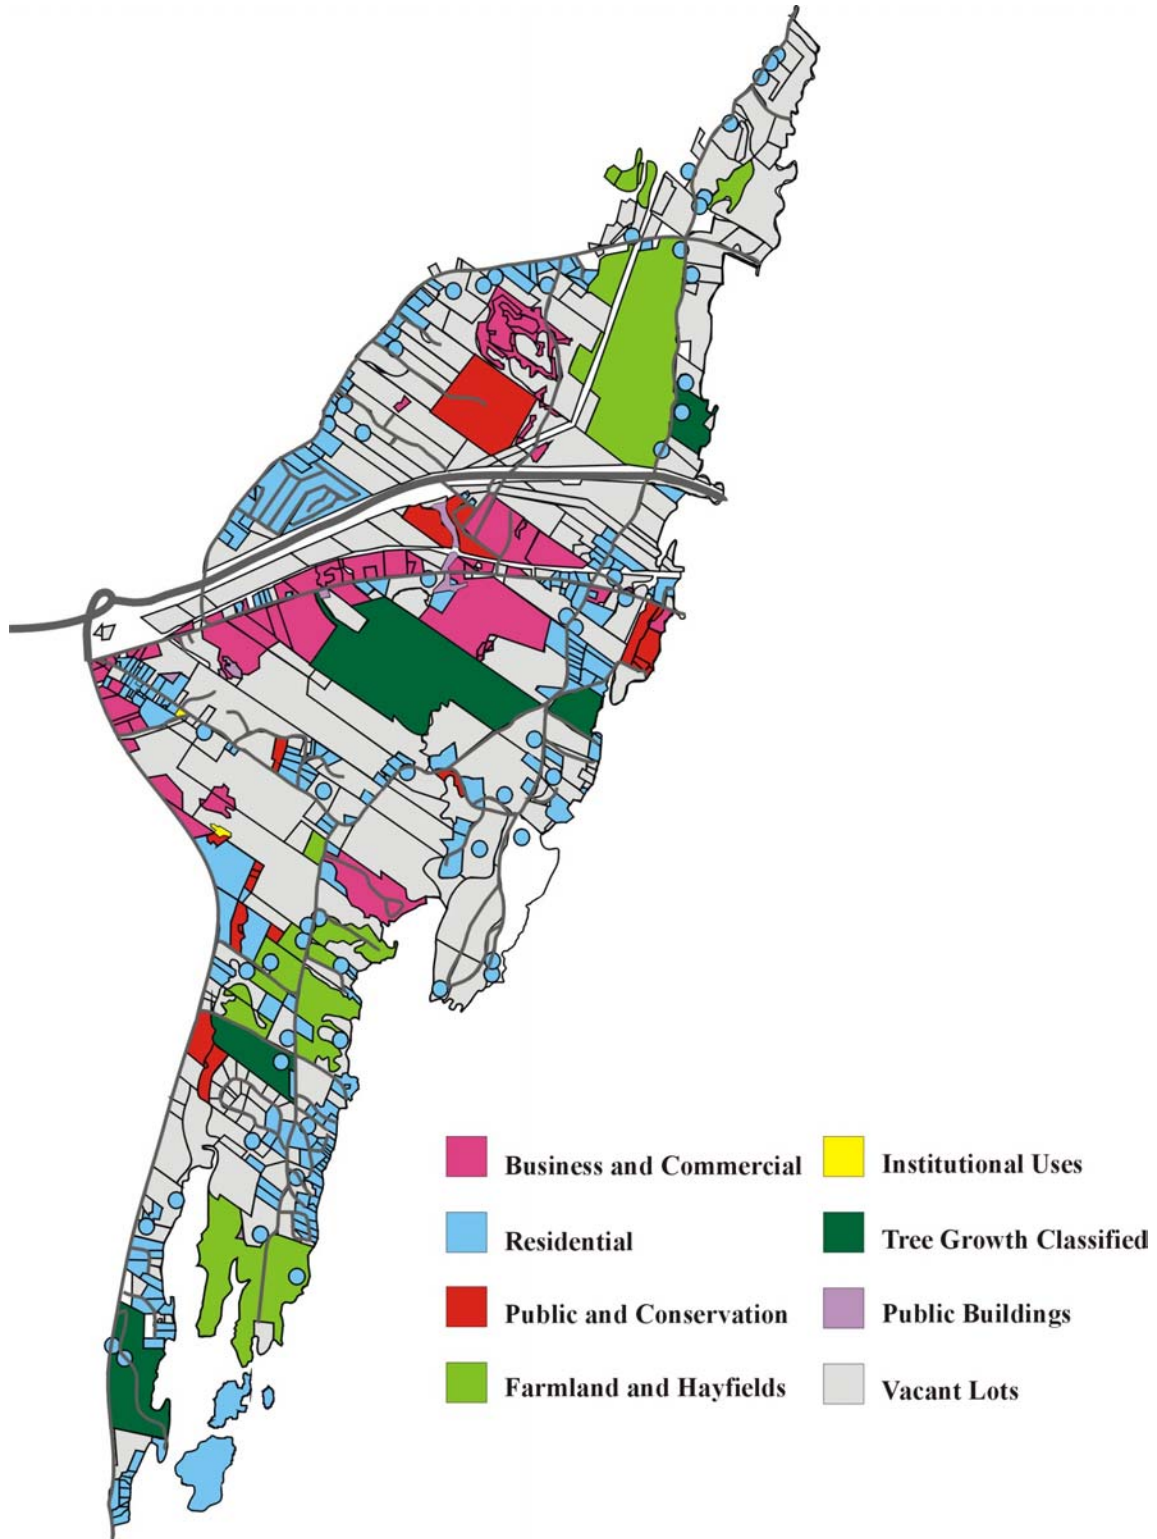 Business and Commercial
Institutional Uses
Residential
Tree Growth Classified
Public and Conservation
Public Buildings
Farmland and Hayfields
Vacant Lots